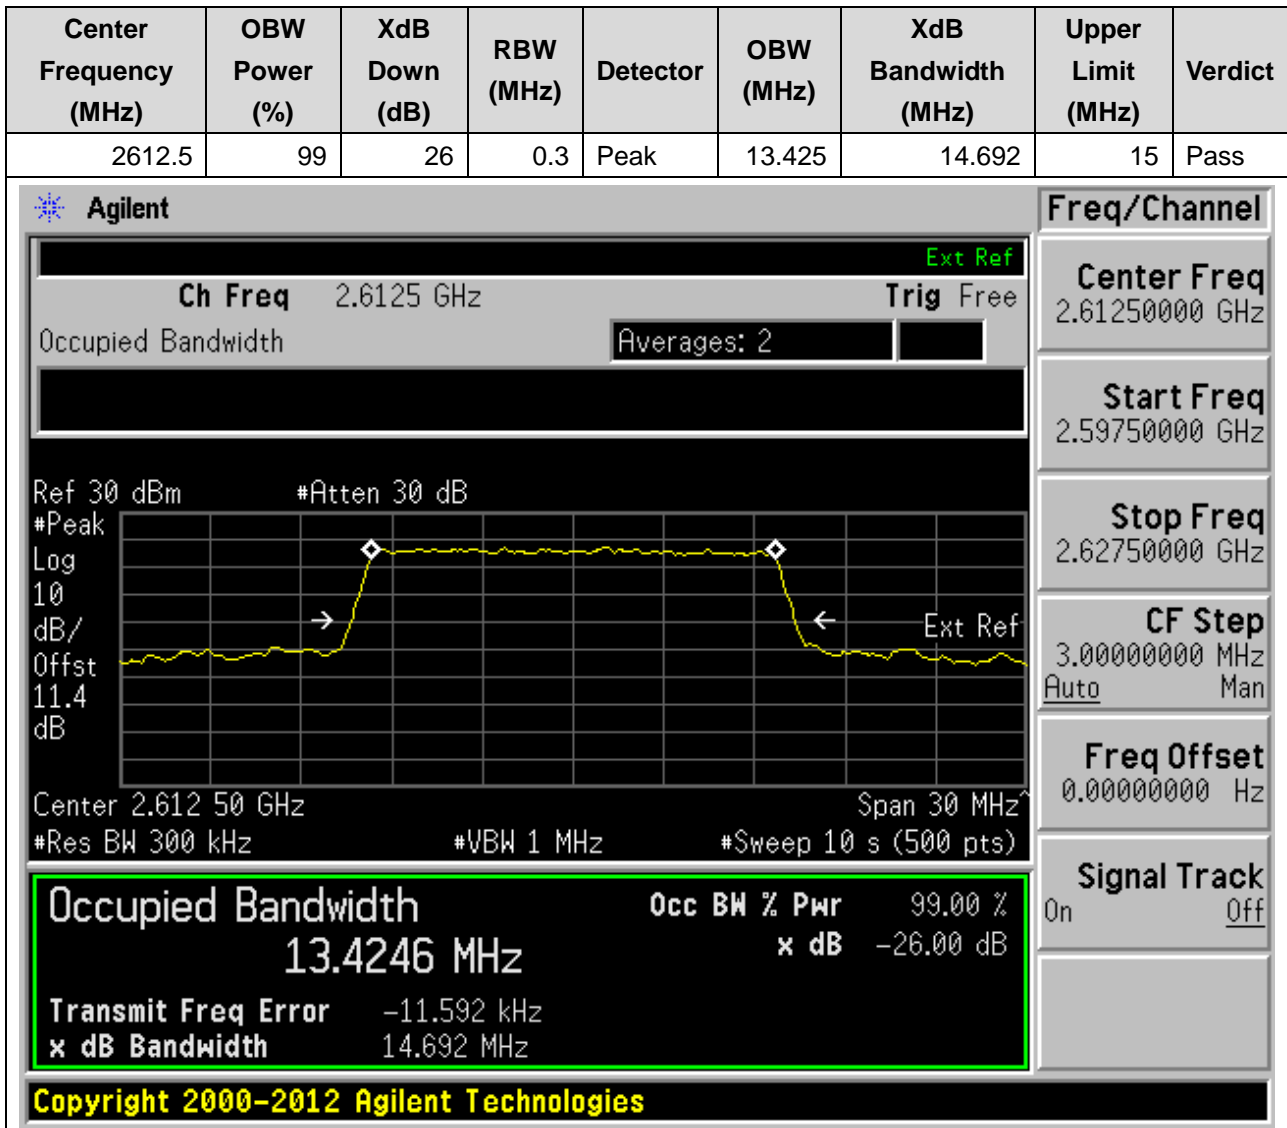 Center Frequency (MHz) OBW Power (%) XdB Down (dB) RBW (MHz) Detector OBW (MHz) XdB Bandwidth (MHz) Upper Limit (MHz) Verdict
2612.5 99 26 0.3 Peak 13.425 14.692 15 Pass
Agilent
Freq/Channel
Ext Ref
Ch Freq 2.6125 GHz Trig Free
Occupied Bandwidth Averages: 2
Center Freq
2.61250000 GHz
Start Freq
2.59750000 GHz
Stop Freq
2.62750000 GHz
CF Step
3.00000000 MHz
Auto Man
Freq Offset
0.00000000 Hz
Signal Track
On Off
Ref 30 dBm #Atten 30 dB
#Peak
Log
10
dB/
Offst
11.4
dB
Ext Ref
Center 2.612 50 GHz Span 30 MHz^
#Res BW 300 kHz #VBW 1 MHz #Sweep 10 s (500 pts)
Occupied Bandwidth Occ BW % Pwr 99.00 %
13.4246 MHz x dB -26.00 dB
Transmit Freq Error -11.592 kHz
x dB Bandwidth 14.692 MHz
Copyright 2000-2012 Agilent Technologies